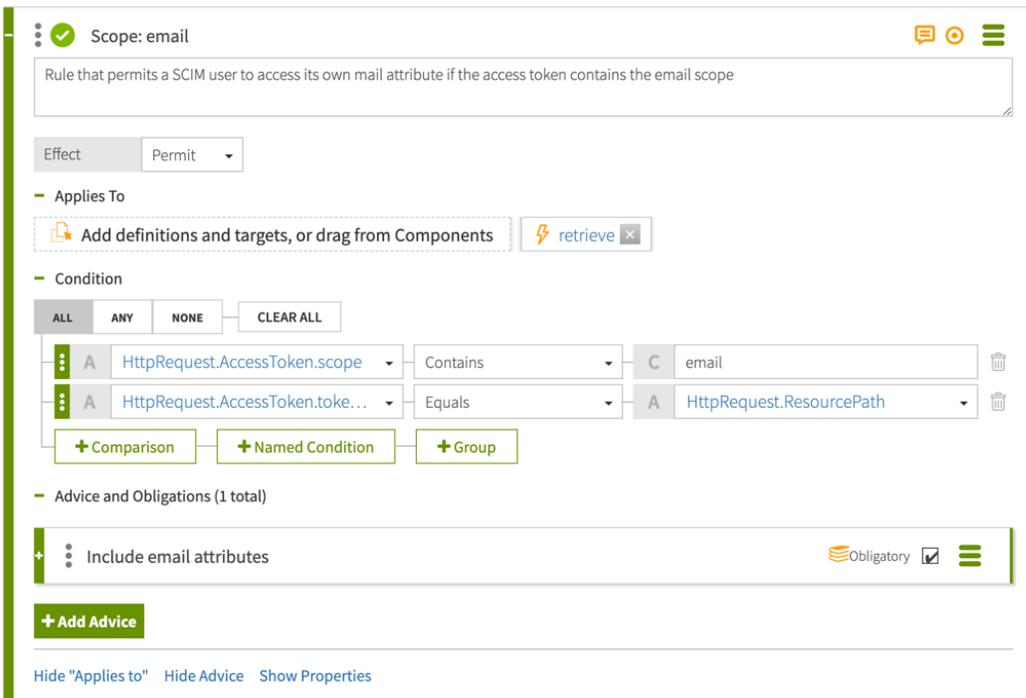 Scope: email
Rule that permits a SCIM user to access its own mail attribute if the access token contains the email scope
Effect Permit
Applies To
Add definitions and targets, or drag from Components retrieve
Condition
ALL ANY NONE CLEAR ALL
A HttpRequest.AccessToken.scope Contains C email
A HttpRequest.AccessToken.toke... Equals A HttpRequest.ResourcePath
+ Comparison + Named Condition + Group
Advice and Obligations (1 total)
Include email attributes Obligatory
+ Add Advice
Hide "Applies to" Hide Advice Show Properties